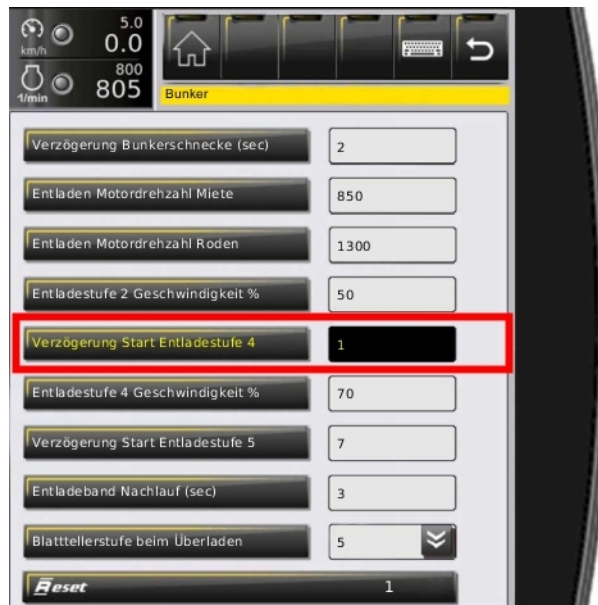 5.0
km/h 0.0
800
1/min 805
Bunker
Verzögerung Bunkerschnecke (sec) 2
Entladen Motordrehzahl Miete 850
Entladen Motordrehzahl Roden 1300
Entladestufe 2 Geschwindigkeit % 50
Verzögerung Start Entladestufe 4 1
Entladestufe 4 Geschwindigkeit % 70
Verzögerung Start Entladestufe 5 7
Entladeband Nachlauf (sec) 3
Blatttellerstufe beim Überladen 5
Reset 1